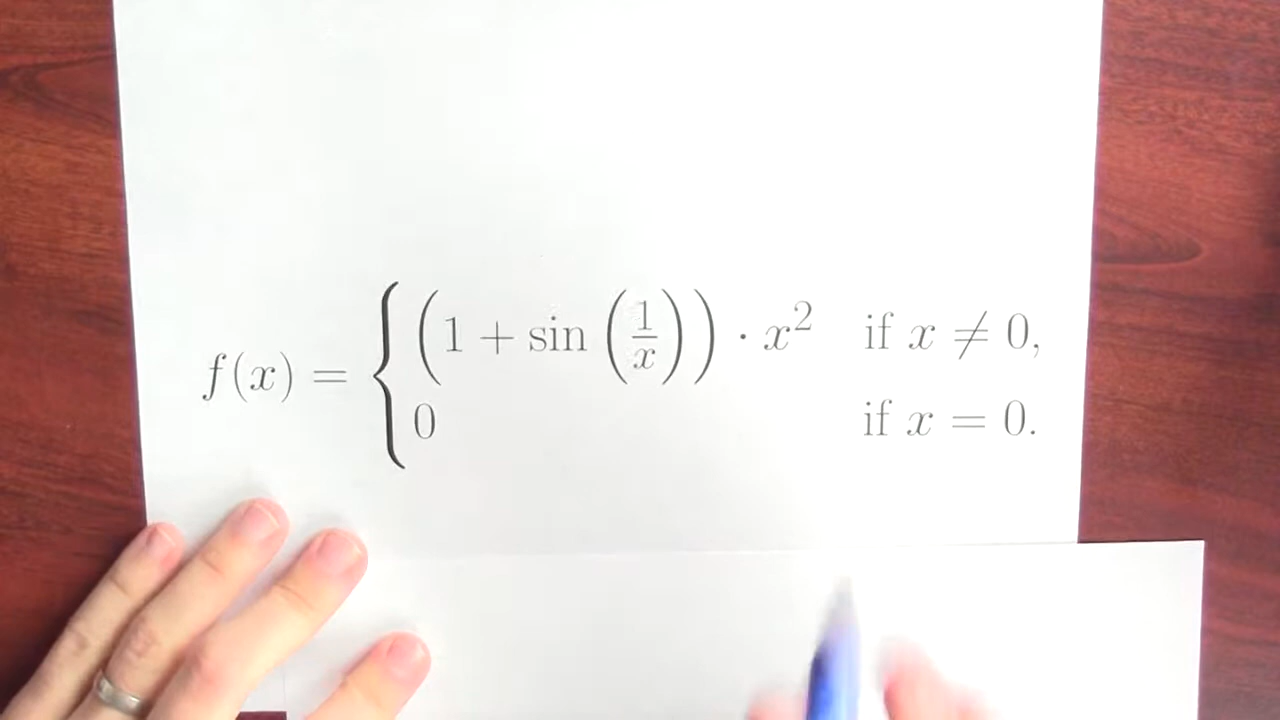 f(x) = { (1 + sin(1/x)) · x² if x ≠ 0,
0 if x = 0.